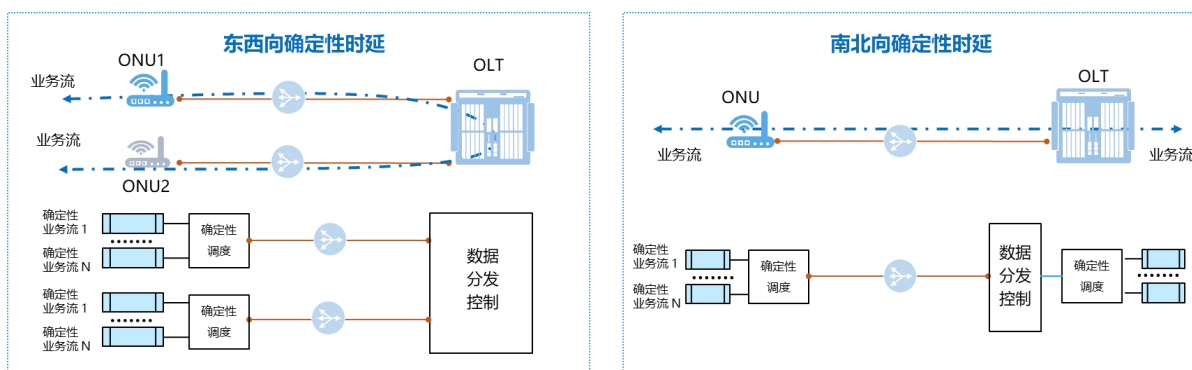 东西向确定性时延
ONU1
OLT
业务流
业务流
ONU2
确定性
业务流 1
确定性
业务流 N
确定性
调度
确定性
业务流 1
确定性
业务流 N
确定性
调度
数据
分发
控制
南北向确定性时延
ONU
OLT
业务流
业务流
确定性
业务流 1
确定性
业务流 N
确定性
调度
数据
分发
控制
确定性
调度